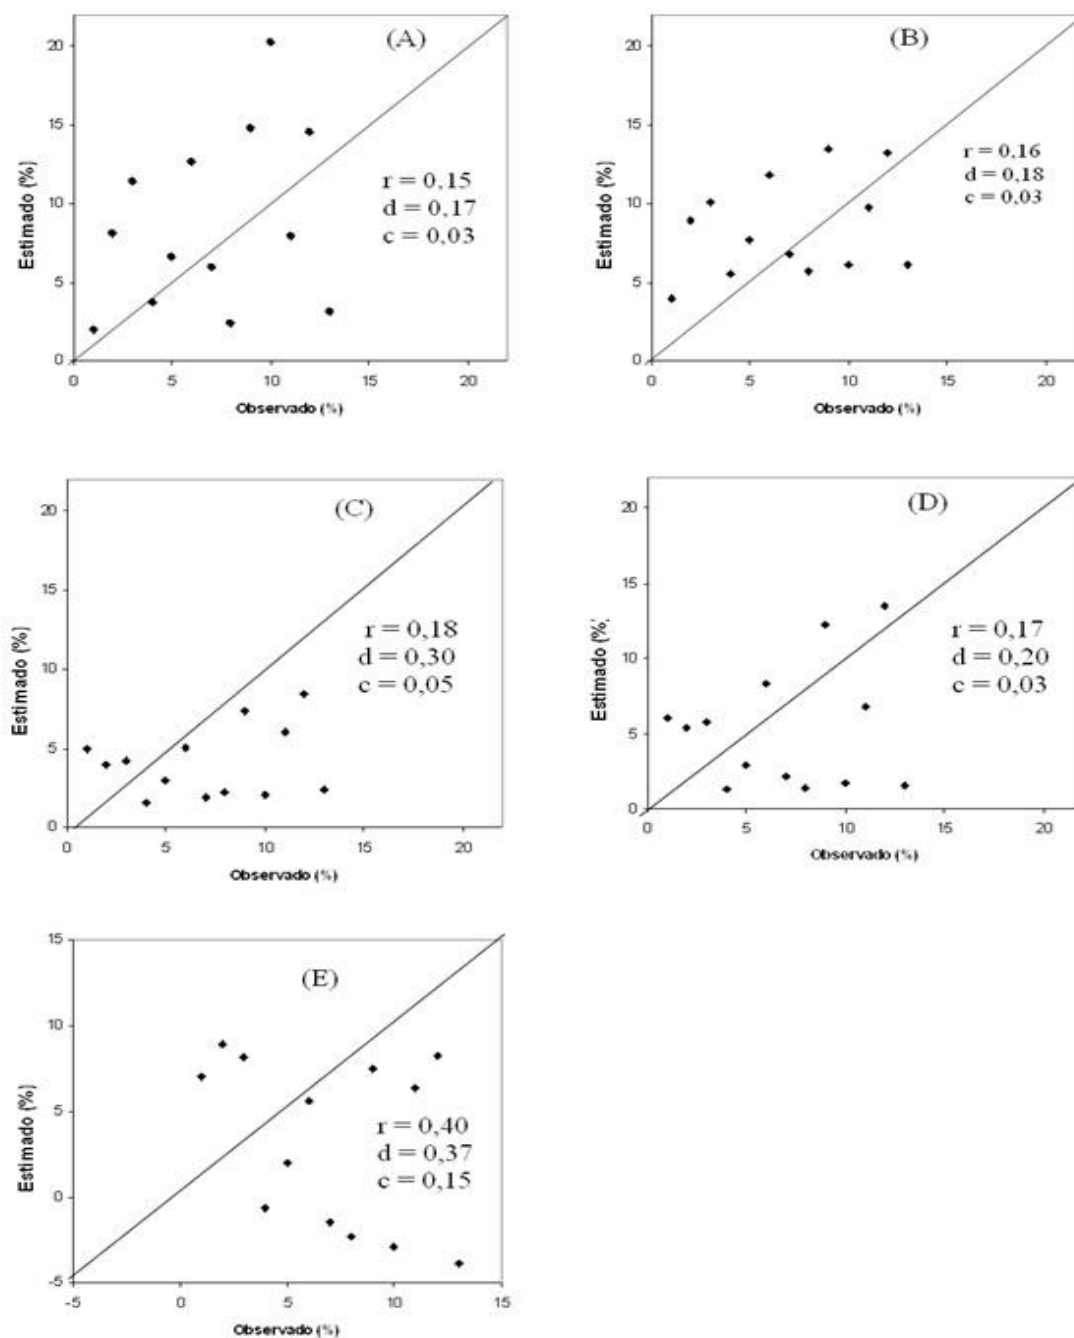 (A)
20
15
10
5
0
Estimado (%)
r = 0,15
d = 0,17
c = 0,03
0 5 10 15 20
Observado (%)
(B)
20
15
10
5
0
Estimado (%)
r = 0,16
d = 0,18
c = 0,03
0 5 10 15 20
Observado (%)
(C)
20
15
10
5
0
Estimado (%)
r = 0,18
d = 0,30
c = 0,05
0 5 10 15 20
Observado (%)
(D)
20
15
10
5
0
Estimado (%)
r = 0,17
d = 0,20
c = 0,03
0 5 10 15 20
Observado (%)
(E)
15
10
5
0
-5
Estimado (%)
r = 0,40
d = 0,37
c = 0,15
-5 0 5 10 15
Observado (%)